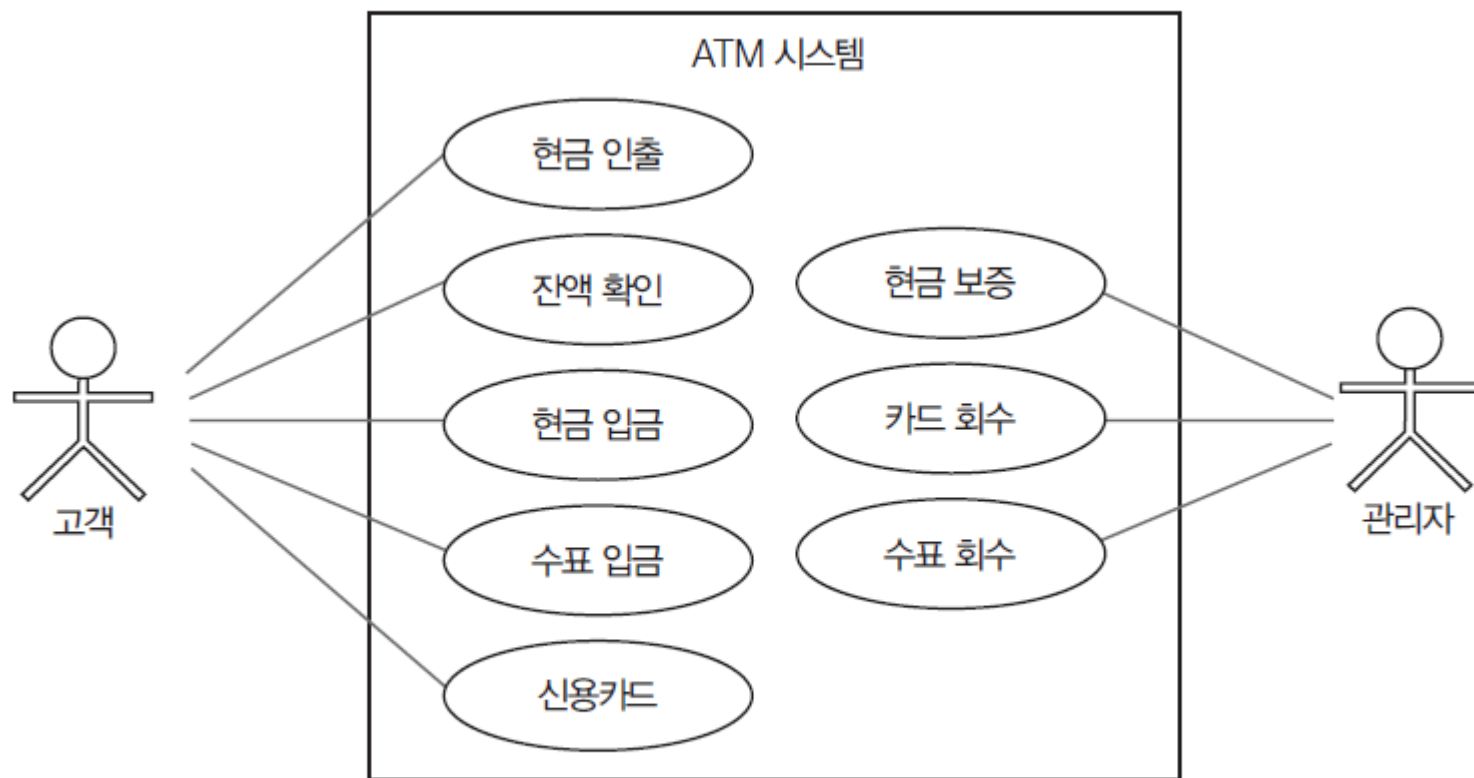 ATM 시스템
현금 인출
잔액 확인
현금 보증
현금 입금
카드 회수
고객
관리자
수표 입금
수표 회수
신용카드